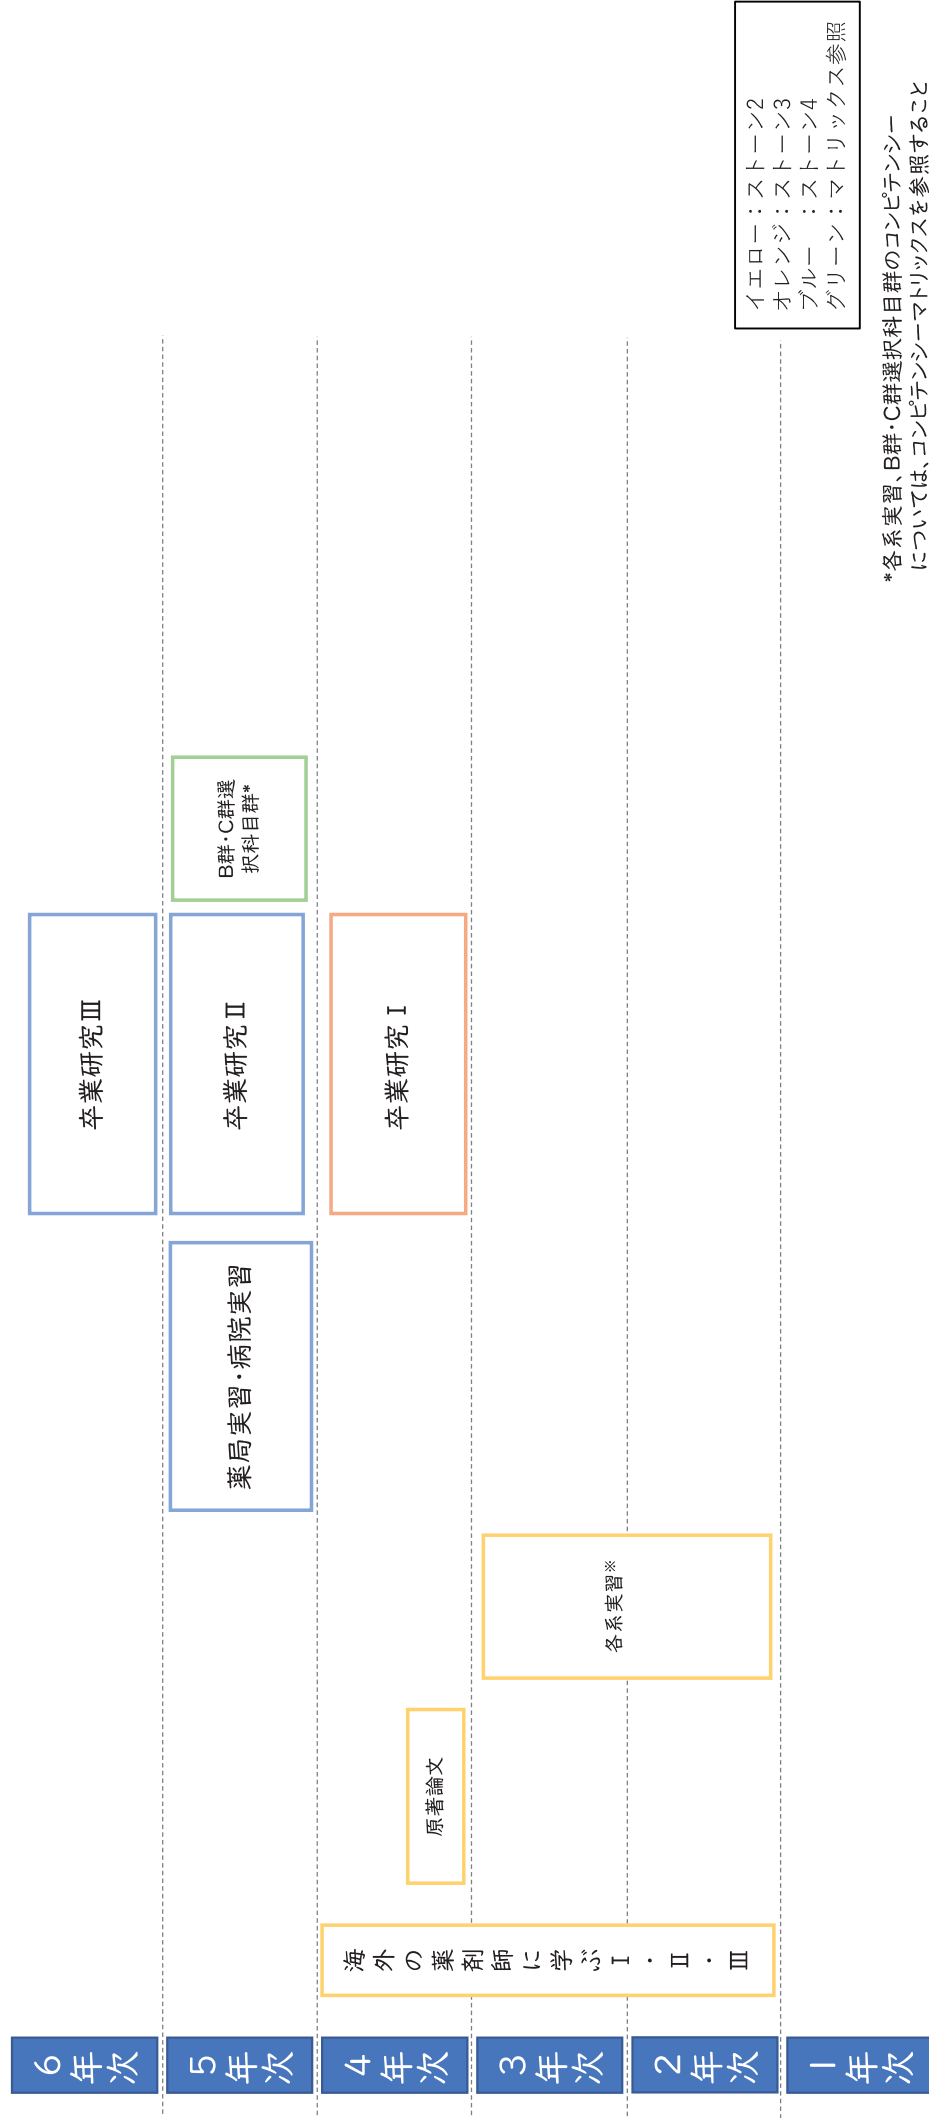 6年次
5年次
4年次
3年次
2年次
1年次
卒業研究Ⅲ
薬局実習・病院実習
卒業研究Ⅱ
B群・C群選
択科目群*
卒業研究Ⅰ
原著論文
海外の薬剤師に学ぶⅠ・Ⅱ・Ⅲ
各系実習※
イエロー：ストーン2
オレンジ：ストーン3
ブルー　：ストーン4
グリーン：マトリックス参照
*各系実習、B群・C群選択科目群のコンピテンシー
については、コンピテンシーマトリックスを参照すること